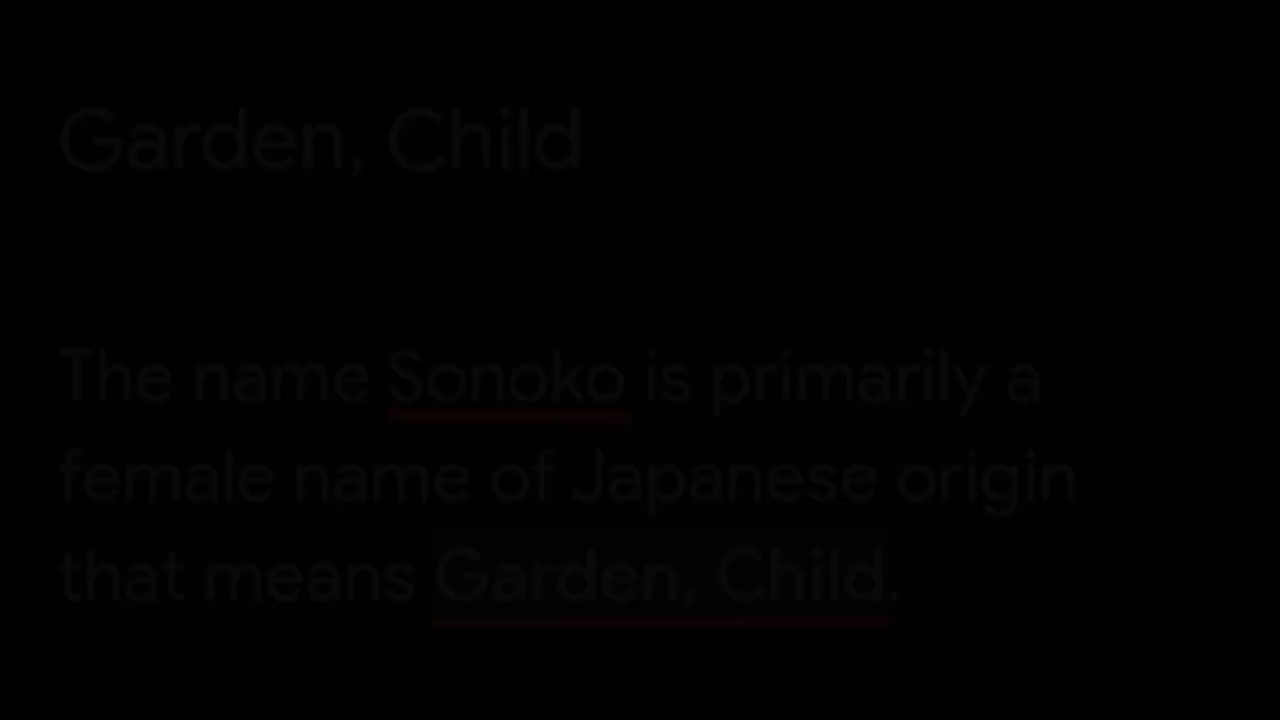 Garden, Child
The name Sonoko is primarily a
female name of Japanese origin
that means Garden, Child.